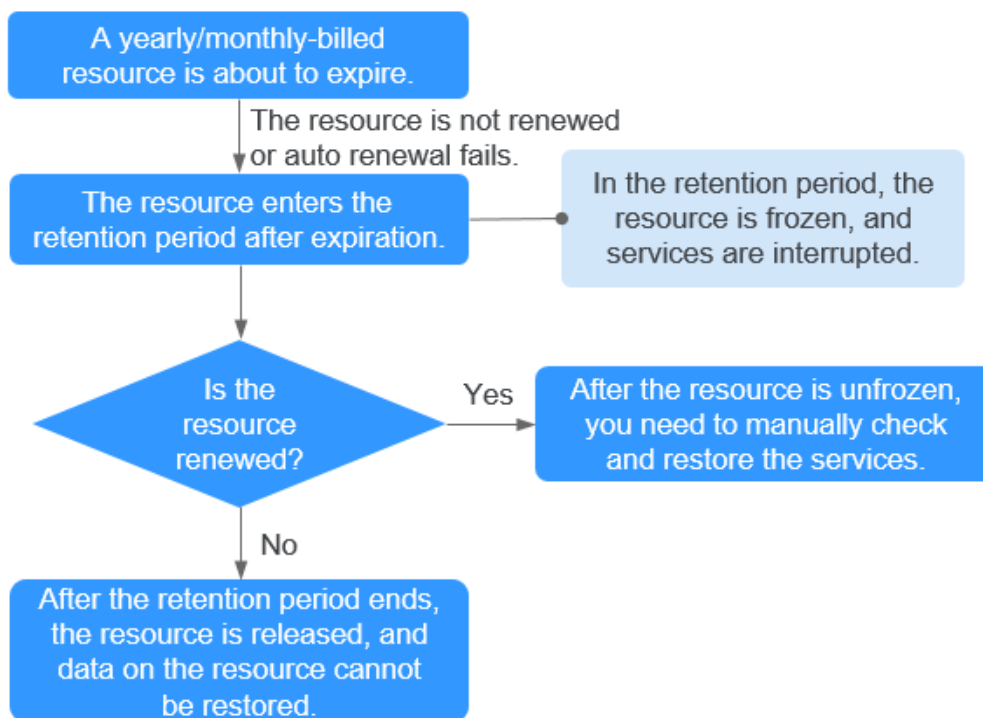 A yearly/monthly-billed
resource is about to expire.
The resource is not renewed
or auto renewal fails.
The resource enters the
retention period after expiration.
In the retention period, the
resource is frozen, and
services are interrupted.
Is the
resource
renewed?
Yes
After the resource is unfrozen,
you need to manually check
and restore the services.
No
After the retention period ends,
the resource is released, and
data on the resource cannot
be restored.